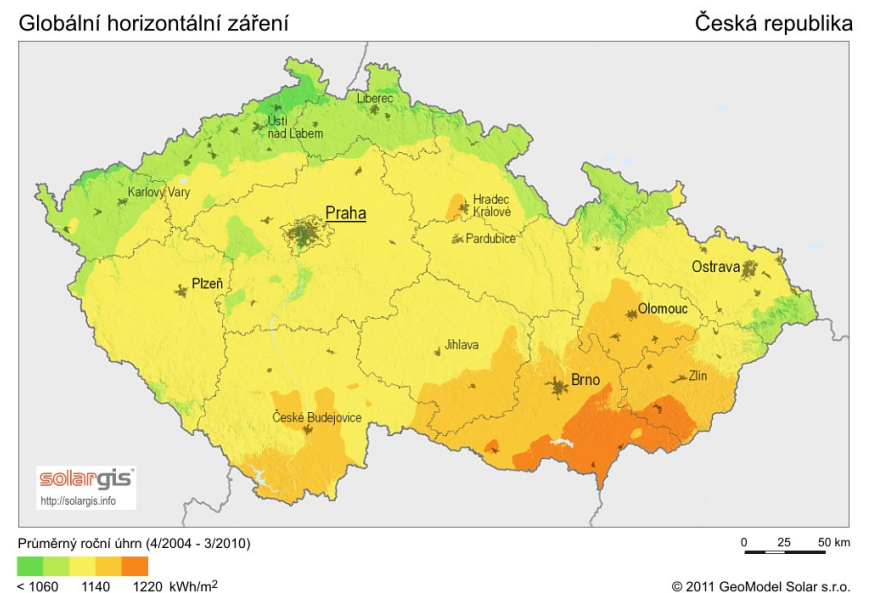 Globální horizontální záření
Česká republika
Liberec
Ústí
nad Labem
Karlovy Vary
Praha
Hradec
Králové
Pardubice
Plzeň
Ostrava
Olomouc
Jihlava
Brno
Zlín
České Budejovice
solargis
http://solargis.info
Průměrný roční úhrn (4/2004 - 3/2010)
0 25 50 km
< 1060 1140 1220 kWh/m2
© 2011 GeoModel Solar s.r.o.